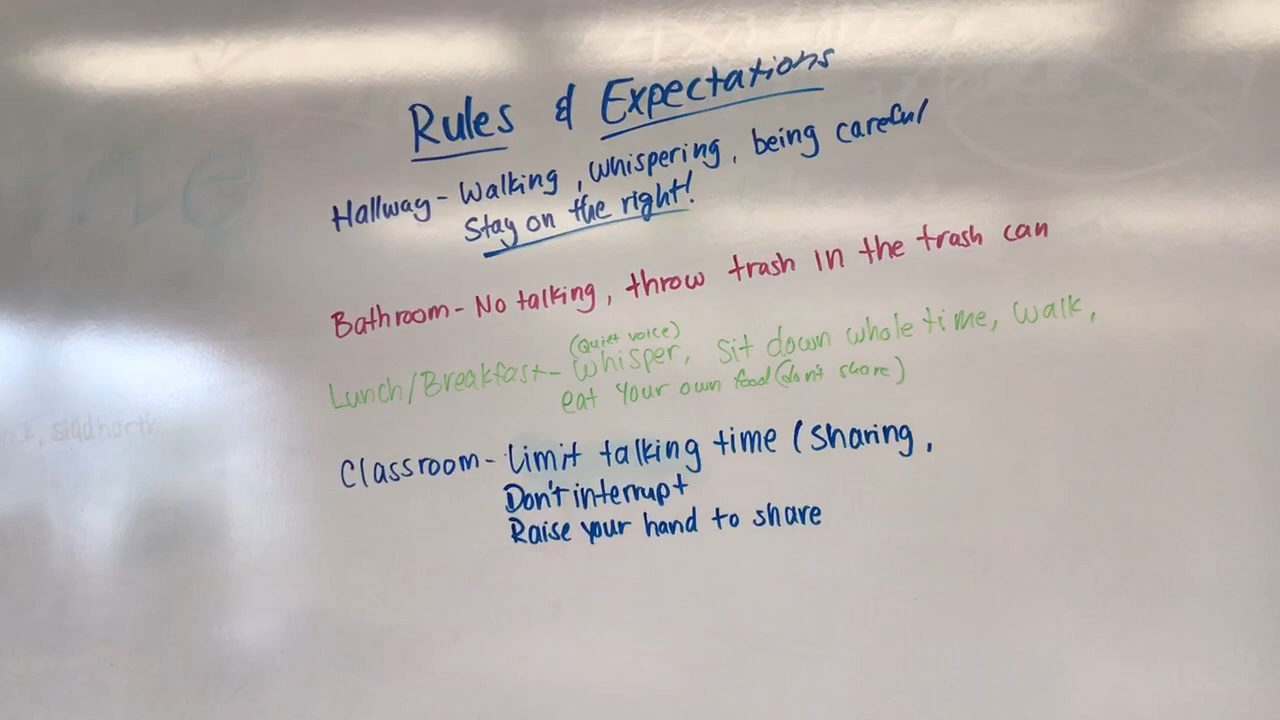 Rules & Expectations
Hallway - Walking, whispering, being careful
Stay on the right!
Bathroom - No talking, throw trash in the trash can
(Quiet voice)
Lunch/Breakfast - whisper, sit down whole time, walk,
eat your own food (don't share)
Classroom - Limit talking time (sharing,
Don't interrupt
Raise your hand to share
siddharth